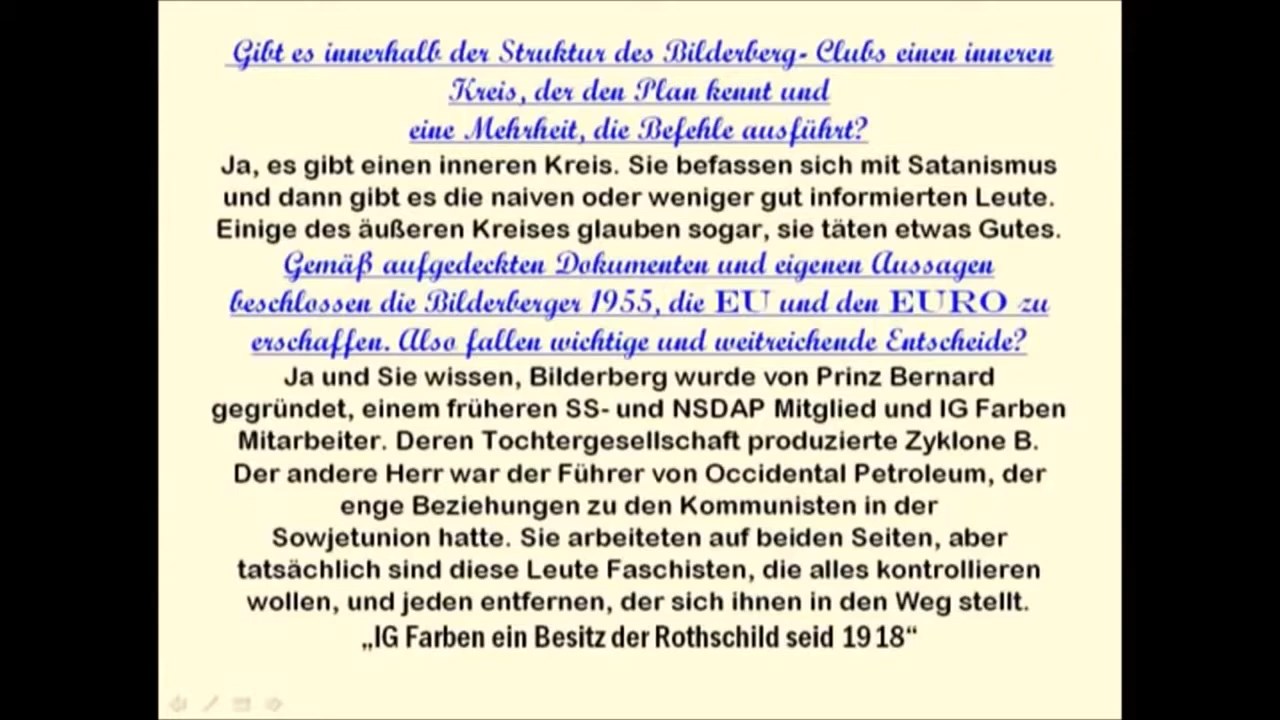 Gibt es innerhalb der Struktur des Bilderberg- Clubs einen inneren
Kreis, der den Plan kennt und
eine Mehrheit, die Befehle ausführt?
Ja, es gibt einen inneren Kreis. Sie befassen sich mit Satanismus
und dann gibt es die naiven oder weniger gut informierten Leute.
Einige des äußeren Kreises glauben sogar, sie täten etwas Gutes.
Gemäß aufgedeckten Dokumenten und eigenen Aussagen
beschlossen die Bilderberger 1955, die EU und den EURO zu
erschaffen. Also fallen wichtige und weitreichende Entscheide?
Ja und Sie wissen, Bilderberg wurde von Prinz Bernard
gegründet, einem früheren SS- und NSDAP Mitglied und IG Farben
Mitarbeiter. Deren Tochtergesellschaft produzierte Zyklone B.
Der andere Herr war der Führer von Occidental Petroleum, der
enge Beziehungen zu den Kommunisten in der
Sowjetunion hatte. Sie arbeiteten auf beiden Seiten, aber
tatsächlich sind diese Leute Faschisten, die alles kontrollieren
wollen, und jeden entfernen, der sich ihnen in den Weg stellt.
„IG Farben ein Besitz der Rothschild seid 1918“